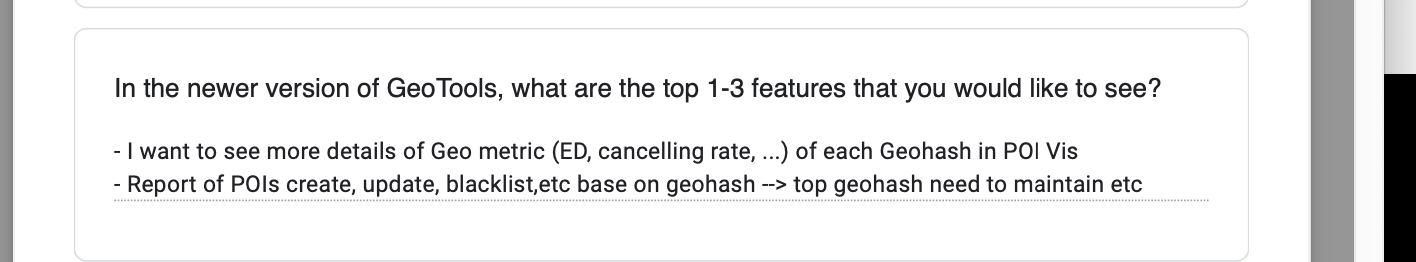 In the newer version of GeoTools, what are the top 1-3 features that you would like to see?
- I want to see more details of Geo metric (ED, cancelling rate, ...) of each Geohash in POI Vis
- Report of POIs create, update, blacklist,etc base on geohash --> top geohash need to maintain etc